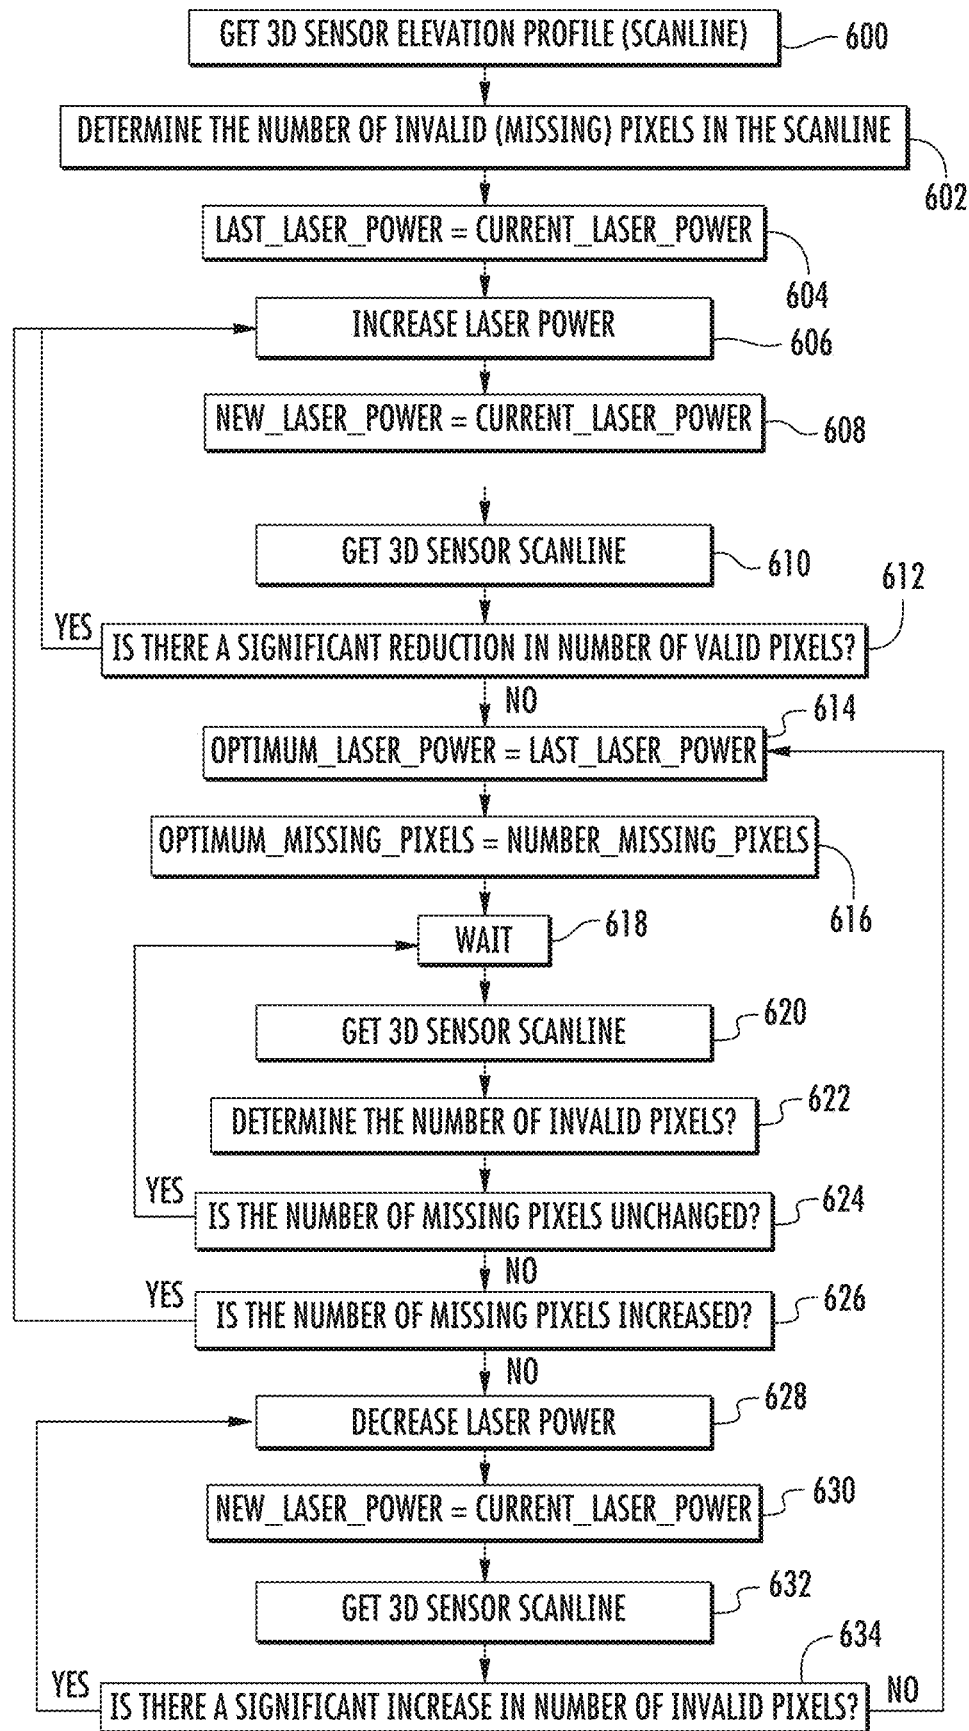 GET 3D SENSOR ELEVATION PROFILE (SCANLINE)
600
DETERMINE THE NUMBER OF INVALID (MISSING) PIXELS IN THE SCANLINE
602
LAST_LASER_POWER = CURRENT_LASER_POWER
604
INCREASE LASER POWER
606
NEW_LASER_POWER = CURRENT_LASER_POWER
608
GET 3D SENSOR SCANLINE
610
612
YES
IS THERE A SIGNIFICANT REDUCTION IN NUMBER OF VALID PIXELS?
NO
614
OPTIMUM_LASER_POWER = LAST_LASER_POWER
OPTIMUM_MISSING_PIXELS = NUMBER_MISSING_PIXELS
616
WAIT
618
GET 3D SENSOR SCANLINE
620
DETERMINE THE NUMBER OF INVALID PIXELS?
622
YES
IS THE NUMBER OF MISSING PIXELS UNCHANGED?
624
NO
YES
IS THE NUMBER OF MISSING PIXELS INCREASED?
626
NO
DECREASE LASER POWER
628
NEW_LASER_POWER = CURRENT_LASER_POWER
630
GET 3D SENSOR SCANLINE
632
634
YES
IS THERE A SIGNIFICANT INCREASE IN NUMBER OF INVALID PIXELS?
NO